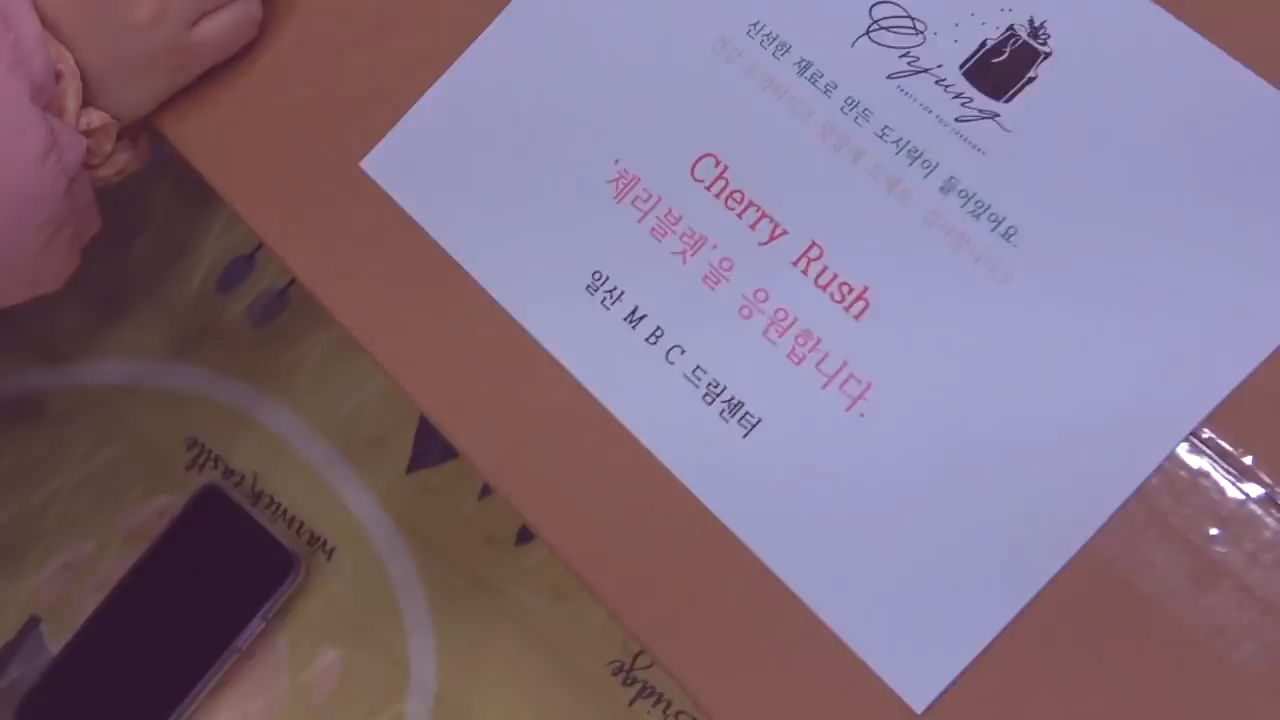 Onjung
신선한 재료로 만든 도시락이 들어있어요.
Cherry Rush
'체리블렛'을 응원합니다.
일산 M B C 드림센터
warwick castle
Bridge